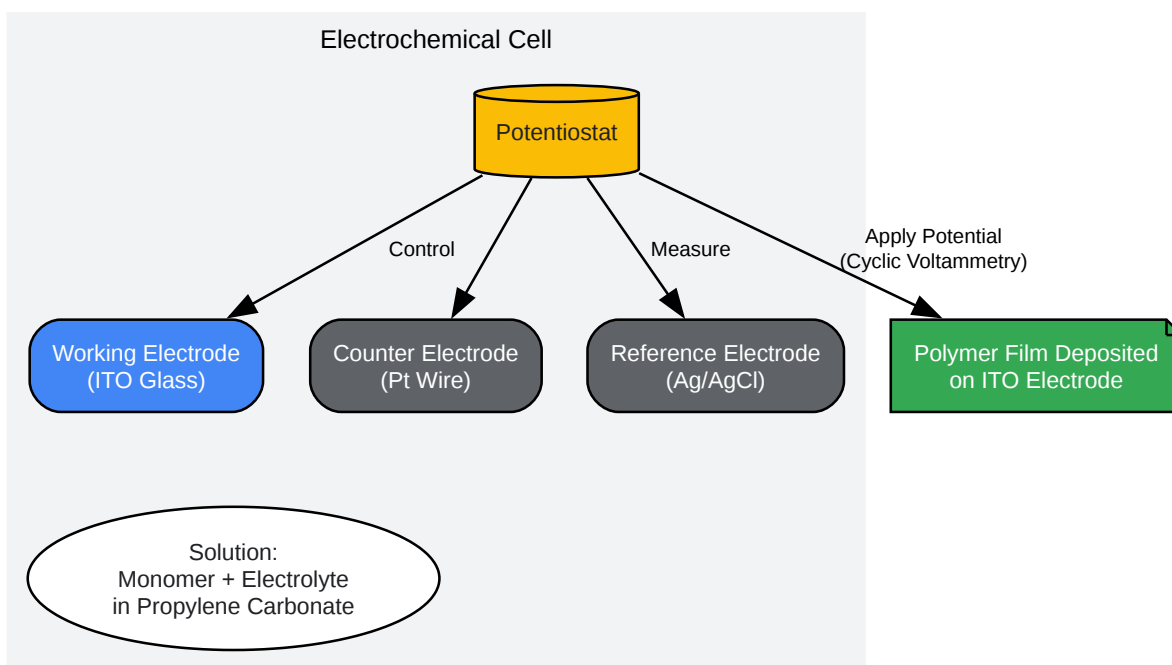 Electrochemical Cell
Potentiostat
Control
Measure
Apply Potential
(Cyclic Voltammetry)
Working Electrode
(ITO Glass)
Counter Electrode
(Pt Wire)
Reference Electrode
(Ag/AgCl)
Polymer Film Deposited
on ITO Electrode
Solution:
Monomer + Electrolyte
in Propylene Carbonate